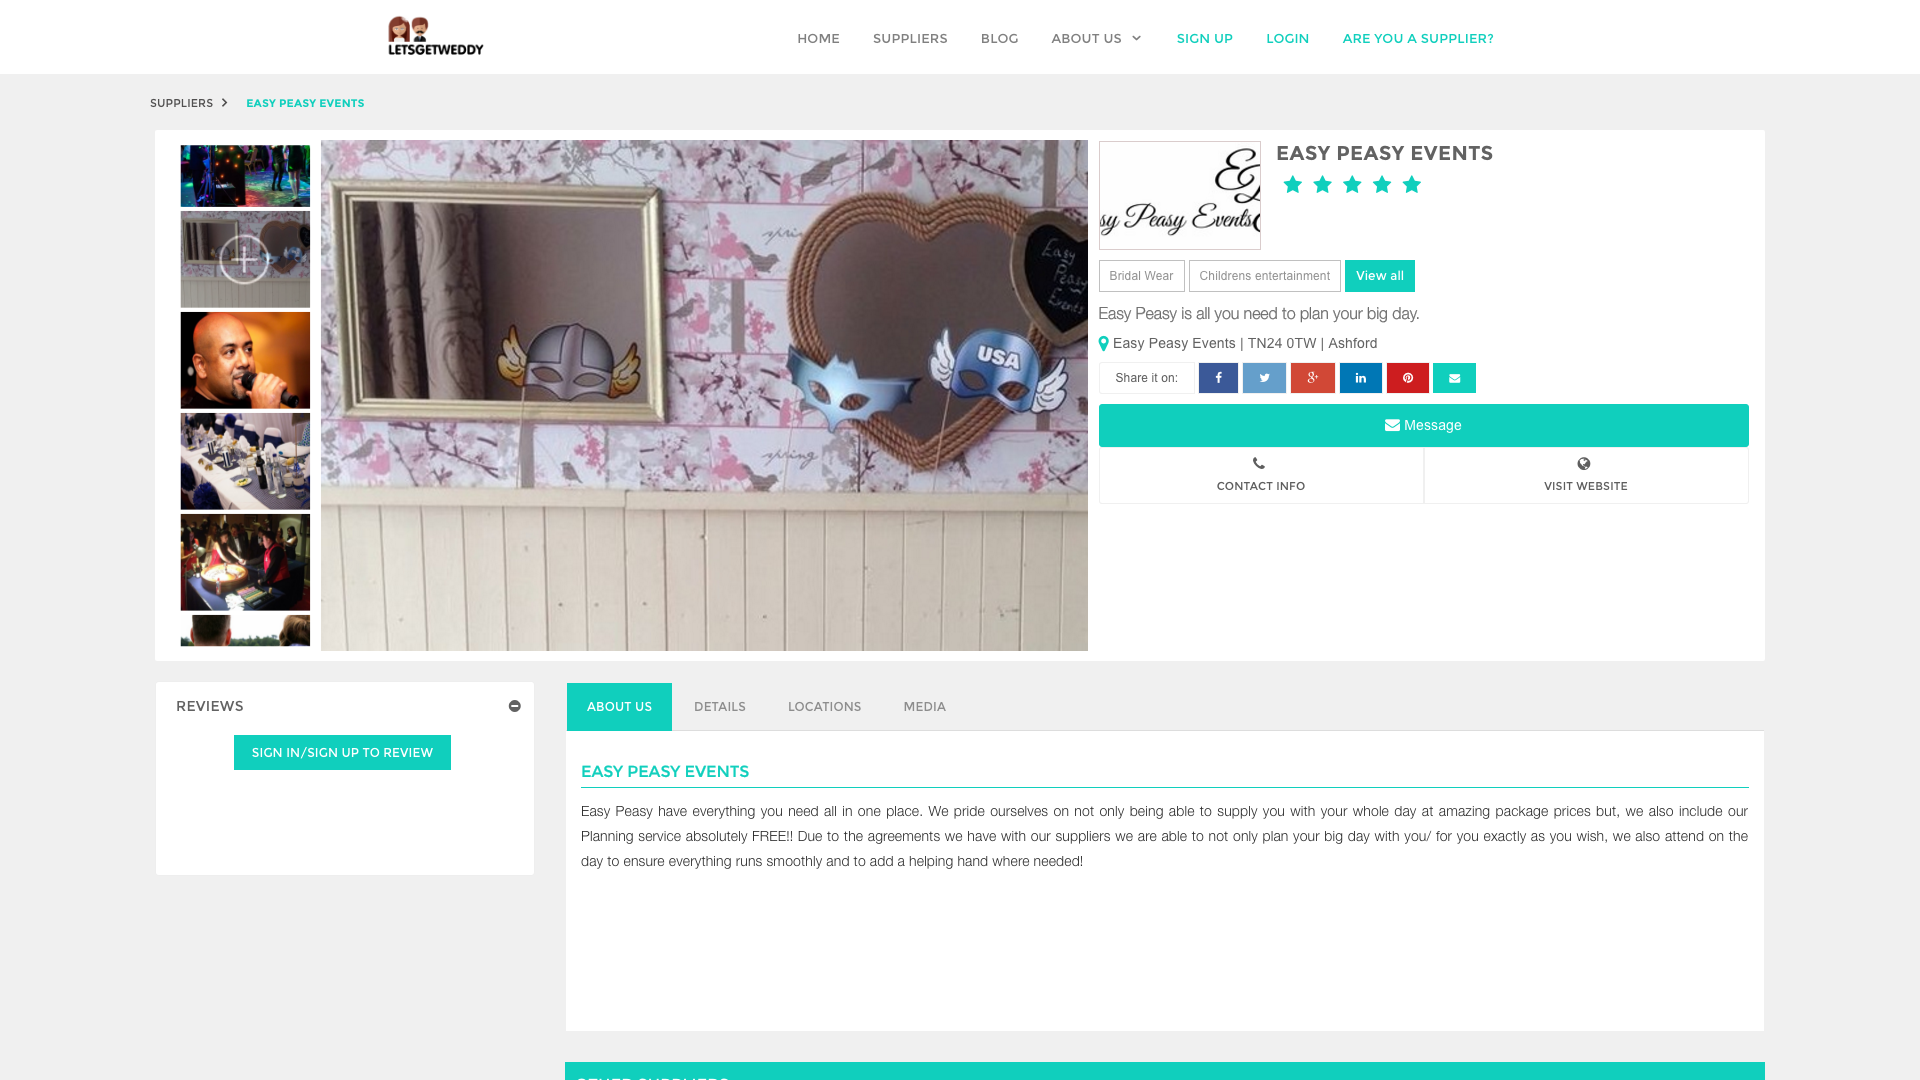 LETSGETWEDDY
HOME SUPPLIERS BLOG ABOUT US SIGN UP LOGIN ARE YOU A SUPPLIER?
SUPPLIERS EASY PEASY EVENTS
spring
Easy
Peasy
Events
USA
spring
sy Peasy Events
EASY PEASY EVENTS
Bridal Wear Childrens entertainment View all
Easy Peasy is all you need to plan your big day.
Easy Peasy Events | TN24 0TW | Ashford
Share it on:
Message
CONTACT INFO VISIT WEBSITE
REVIEWS
SIGN IN/SIGN UP TO REVIEW
ABOUT US DETAILS LOCATIONS MEDIA
EASY PEASY EVENTS
Easy Peasy have everything you need all in one place. We pride ourselves on not only being able to supply you with your whole day at amazing package prices but, we also include our
Planning service absolutely FREE!! Due to the agreements we have with our suppliers we are able to not only plan your big day with you/ for you exactly as you wish, we also attend on the
day to ensure everything runs smoothly and to add a helping hand where needed!
OTHER SUPPLIERS